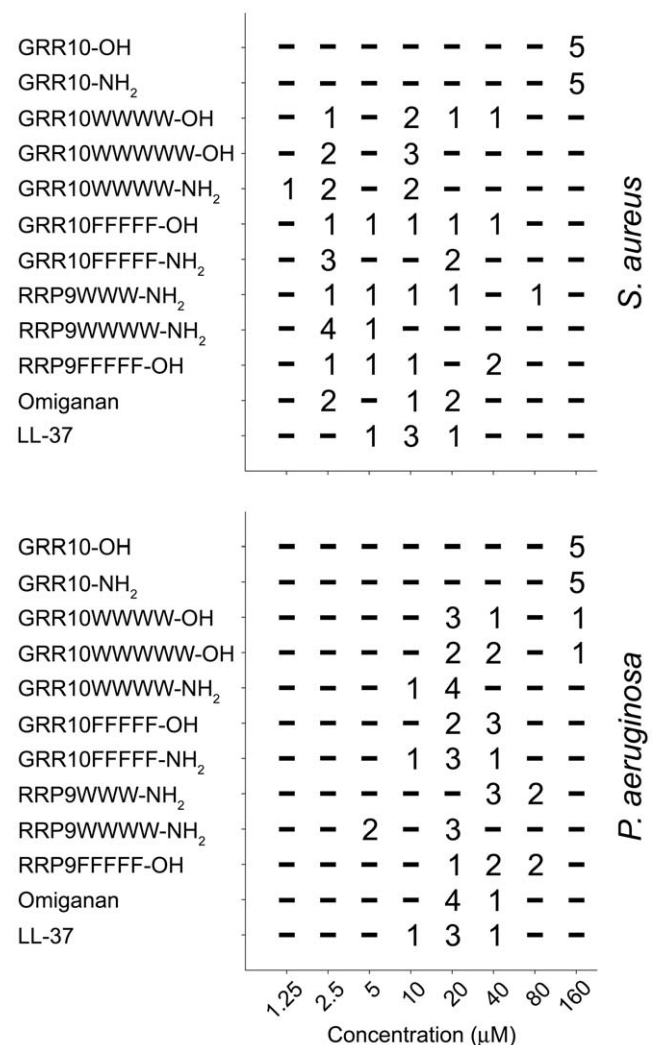 GRR10-OH – – – – – – – 5
GRR10-NH₂ – – – – – – – 5
GRR10WWWW-OH – 1 – 2 1 1 – –
GRR10WWWWW-OH – 2 – 3 – – – –
GRR10WWWW-NH₂ 1 2 – 2 – – – –
GRR10FFFFF-OH – 1 1 1 1 1 – –
GRR10FFFFF-NH₂ – 3 – – 2 – – –
RRP9WWW-NH₂ – 1 1 1 1 – 1 –
RRP9WWWW-NH₂ – 4 1 – – – – –
RRP9FFFFF-OH – 1 1 1 – 2 – –
Omiganan – 2 – 1 2 – – –
LL-37 – – 1 3 1 – – –
S. aureus
GRR10-OH – – – – – – – 5
GRR10-NH₂ – – – – – – – 5
GRR10WWWW-OH – – – – 3 1 – 1
GRR10WWWWW-OH – – – – 2 2 – 1
GRR10WWWW-NH₂ – – – 1 4 – – –
GRR10FFFFF-OH – – – – 2 3 – –
GRR10FFFFF-NH₂ – – – 1 3 1 – –
RRP9WWW-NH₂ – – – – – 3 2 –
RRP9WWWW-NH₂ – – 2 – 3 – – –
RRP9FFFFF-OH – – – – 1 2 2 –
Omiganan – – – – 4 1 – –
LL-37 – – – 1 3 1 – –
P. aeruginosa
1.25 2.5 5 10 20 40 80 160
Concentration (µM)